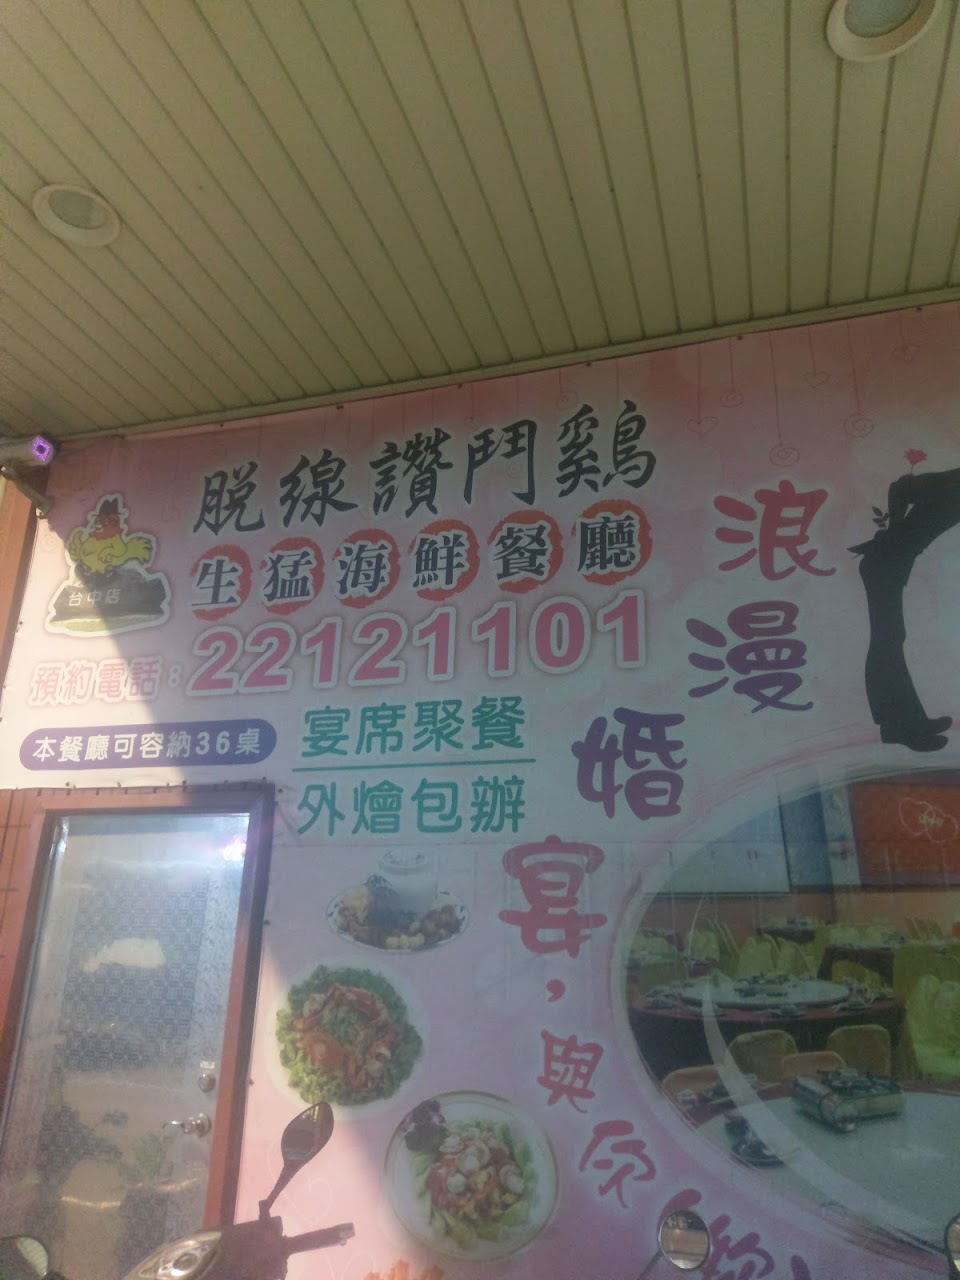 脫線讚鬥鷄
生猛海鮮餐廳
台中店
預約電話：22121101
本餐廳可容納36桌
宴席聚餐
外燴包辦
浪漫婚宴，與你